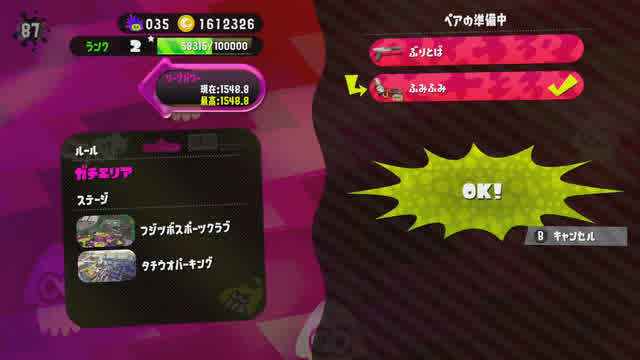 87
035
1612326
ランク 2 58315/100000
リーグパワー
現在:1548.8
最高:1548.8
ルール
ガチエリア
ステージ
フジツボスポーツクラブ
タチウオパーキング
ペアの準備中
ぷりとば
ふみふみ
OK!
B キャンセル